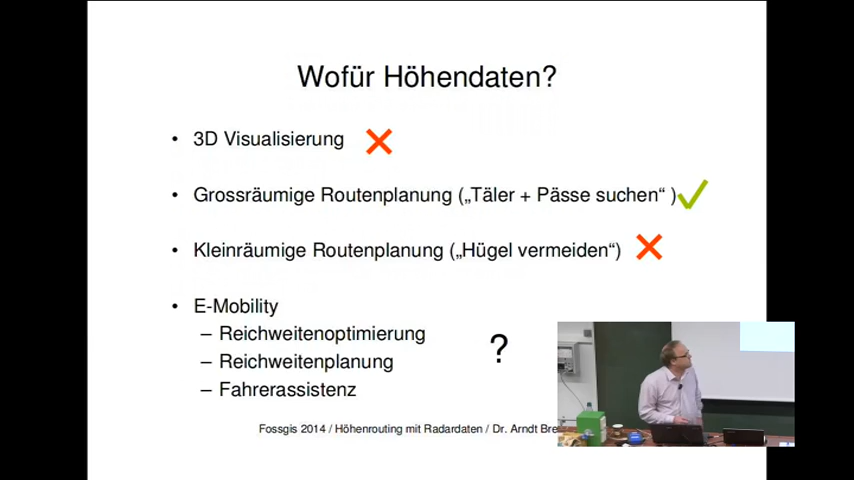 Wofür Höhendaten?
• 3D Visualisierung
• Grossräumige Routenplanung („Täler + Pässe suchen“ )
• Kleinräumige Routenplanung („Hügel vermeiden“)
• E-Mobility
– Reichweitenoptimierung
– Reichweitenplanung
?
– Fahrerassistenz
Fossgis 2014 / Höhenrouting mit Radardaten / Dr. Arndt